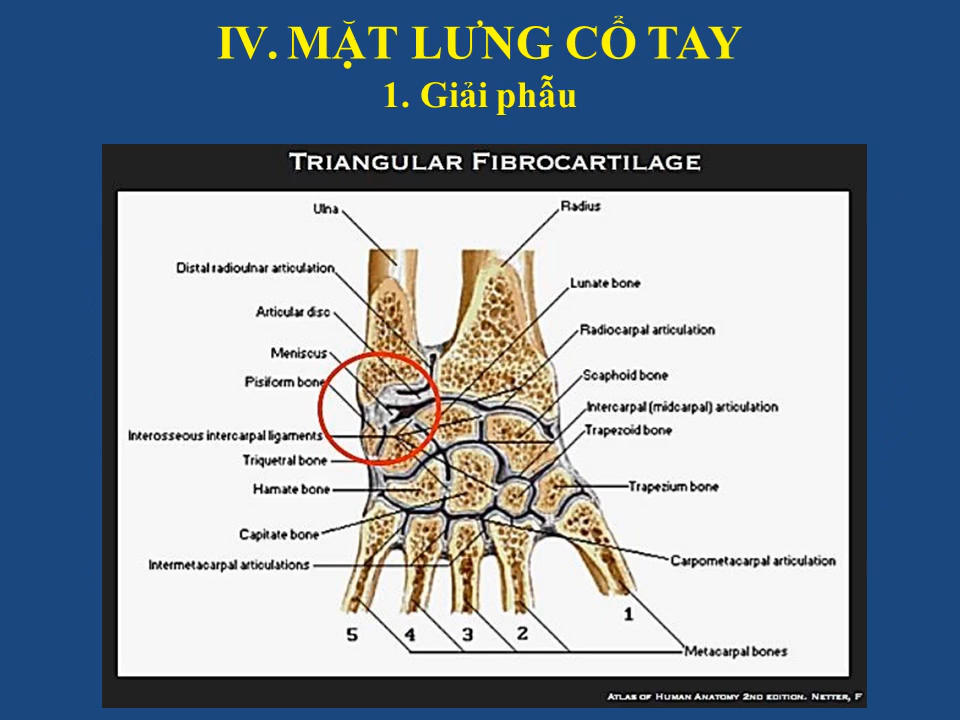 IV. MẶT LƯNG CỔ TAY
1. Giải phẫu
TRIANGULAR FIBROCARTILAGE
Ulna
Radius
Distal radioulnar articulation
Lunate bone
Articular disc
Radiocarpal articulation
Meniscus
Pisiform bone
Scaphoid bone
Intercarpal (midcarpal) articulation
Interosseous intercarpal ligaments
Trapezoid bone
Triquetral bone
Hamate bone
Trapezium bone
Capitate bone
Intermetacarpal articulations
Carpometacarpal articulation
5 4 3 2 1
Metacarpal bones
ATLAS OF HUMAN ANATOMY 2ND EDITION. NETTER, F